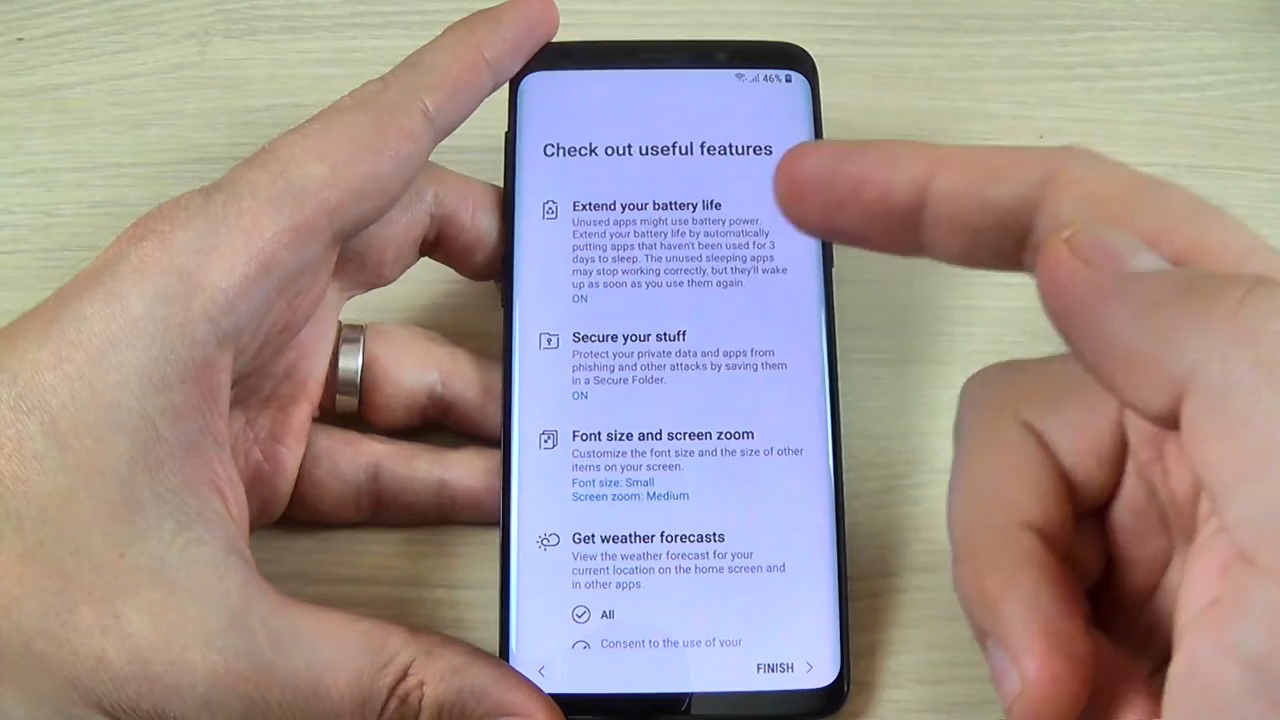 46%
Check out useful features
Extend your battery life
Unused apps might use battery power.
Extend your battery life by automatically
putting apps that haven't been used for 3
days to sleep. The unused sleeping apps
may stop working correctly, but they'll wake
up as soon as you use them again.
ON
Secure your stuff
Protect your private data and apps from
phishing and other attacks by saving them
in a Secure Folder.
ON
Font size and screen zoom
Customize the font size and the size of other
items on your screen.
Font size: Small
Screen zoom: Medium
Get weather forecasts
View the weather forecast for your
current location on the home screen and
in other apps.
All
Consent to the use of your
FINISH